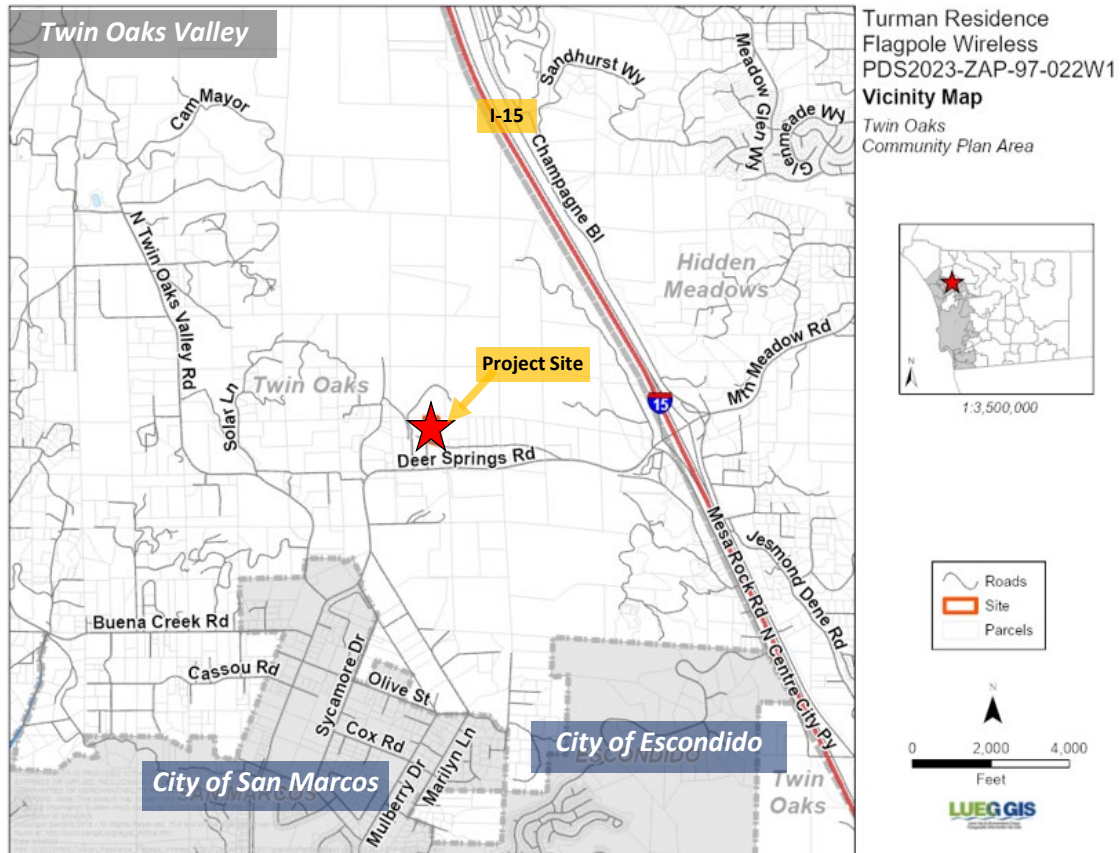 Twin Oaks Valley
Cam Mayor
N Twin Oaks Valley Rd
I-15
Sandhurst Wy
Meadow Glen Wy
Glenmeade Wy
Champagne Bl
Hidden
Meadows
Mtn Meadow Rd
Project Site
Twin Oaks
Solar Ln
15
Deer Springs Rd
Mesa Rock Rd
Jesmond Dene Rd
N Centre City Py
Buena Creek Rd
Cassou Rd
Sycamore Dr
Olive St
Cox Rd
Marilyn Ln
Mulberry Dr
City of San Marcos
SAN MARCOS
City of Escondido
ESCONDIDO
Twin
Oaks
Turman Residence
Flagpole Wireless
PDS2023-ZAP-97-022W1
Vicinity Map
Twin Oaks
Community Plan Area
N
1:3,500,000
Roads
Site
Parcels
N
0 2,000 4,000
Feet
LUEG GIS